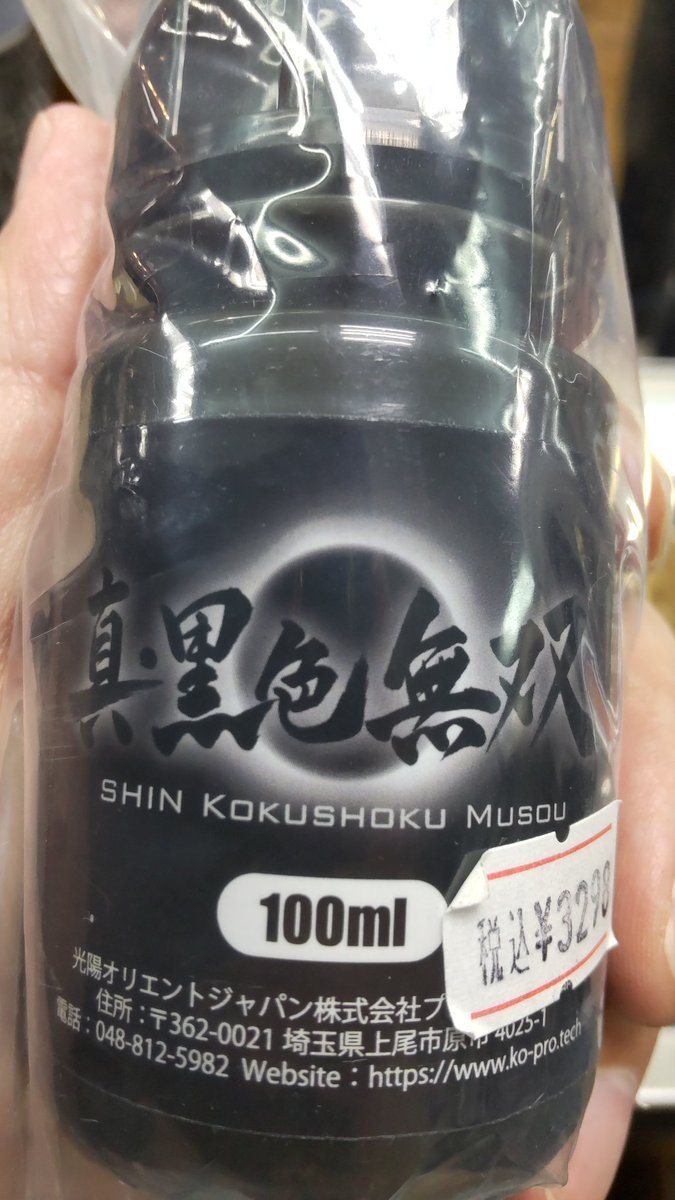 真・黒色無双
SHIN KOKUSHOKU MUSOU
100ml
税込¥3298
光陽オリエントジャパン株式会社プ
住所：〒362-0021 埼玉県上尾市原市 4025-1
電話：048-812-5982 Website：https://www.ko-pro.tech